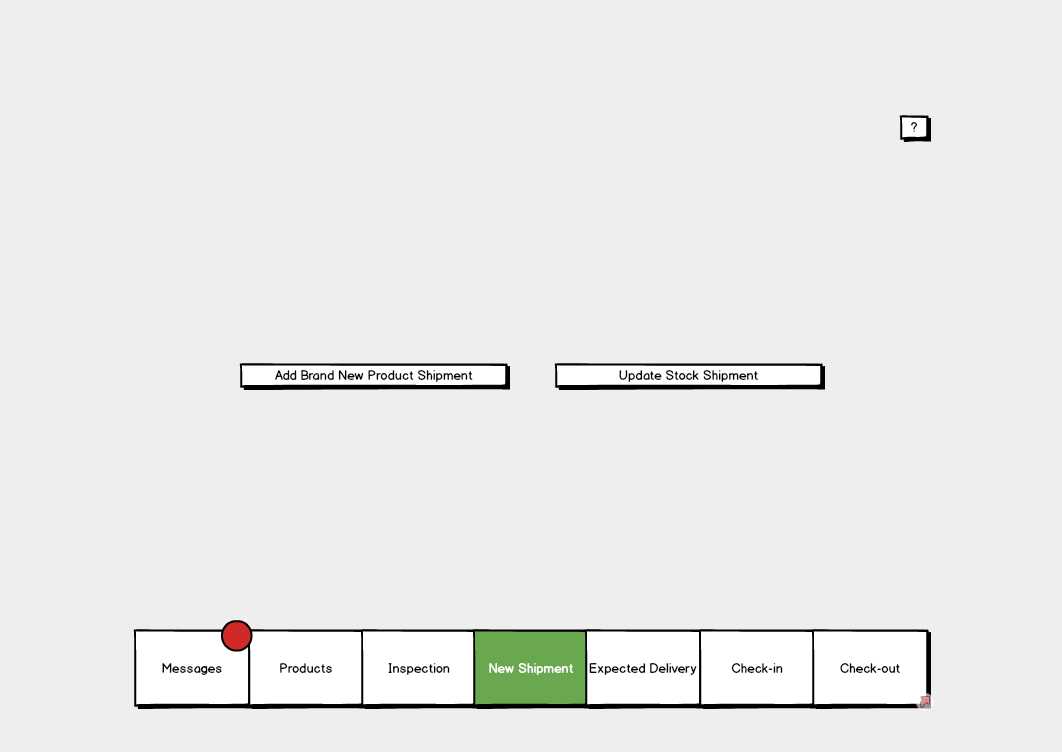 ?
Add Brand New Product Shipment
Update Stock Shipment
Messages
Products
Inspection
New Shipment
Expected Delivery
Check-in
Check-out